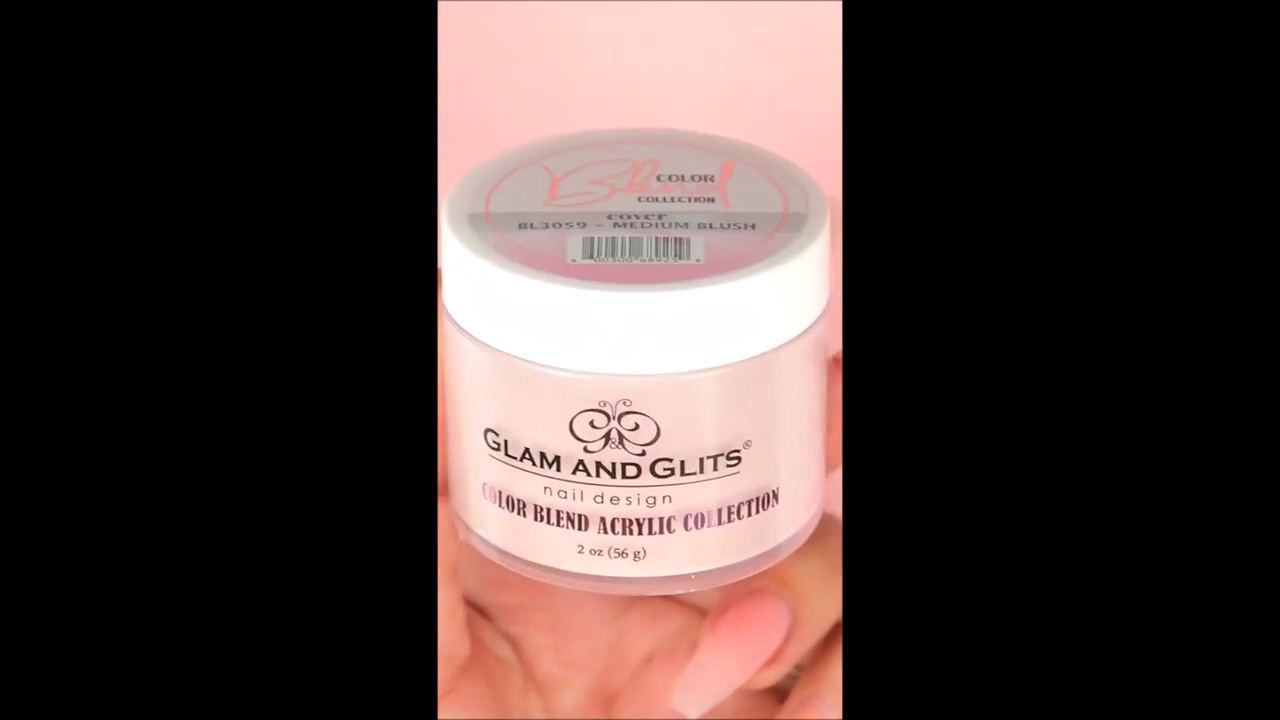 COLOR
Blend
COLLECTION
cover
BL3059 - MEDIUM BLUSH
G&G
GLAM AND GLITS®
nail design
COLOR BLEND ACRYLIC COLLECTION
2 oz (56 g)